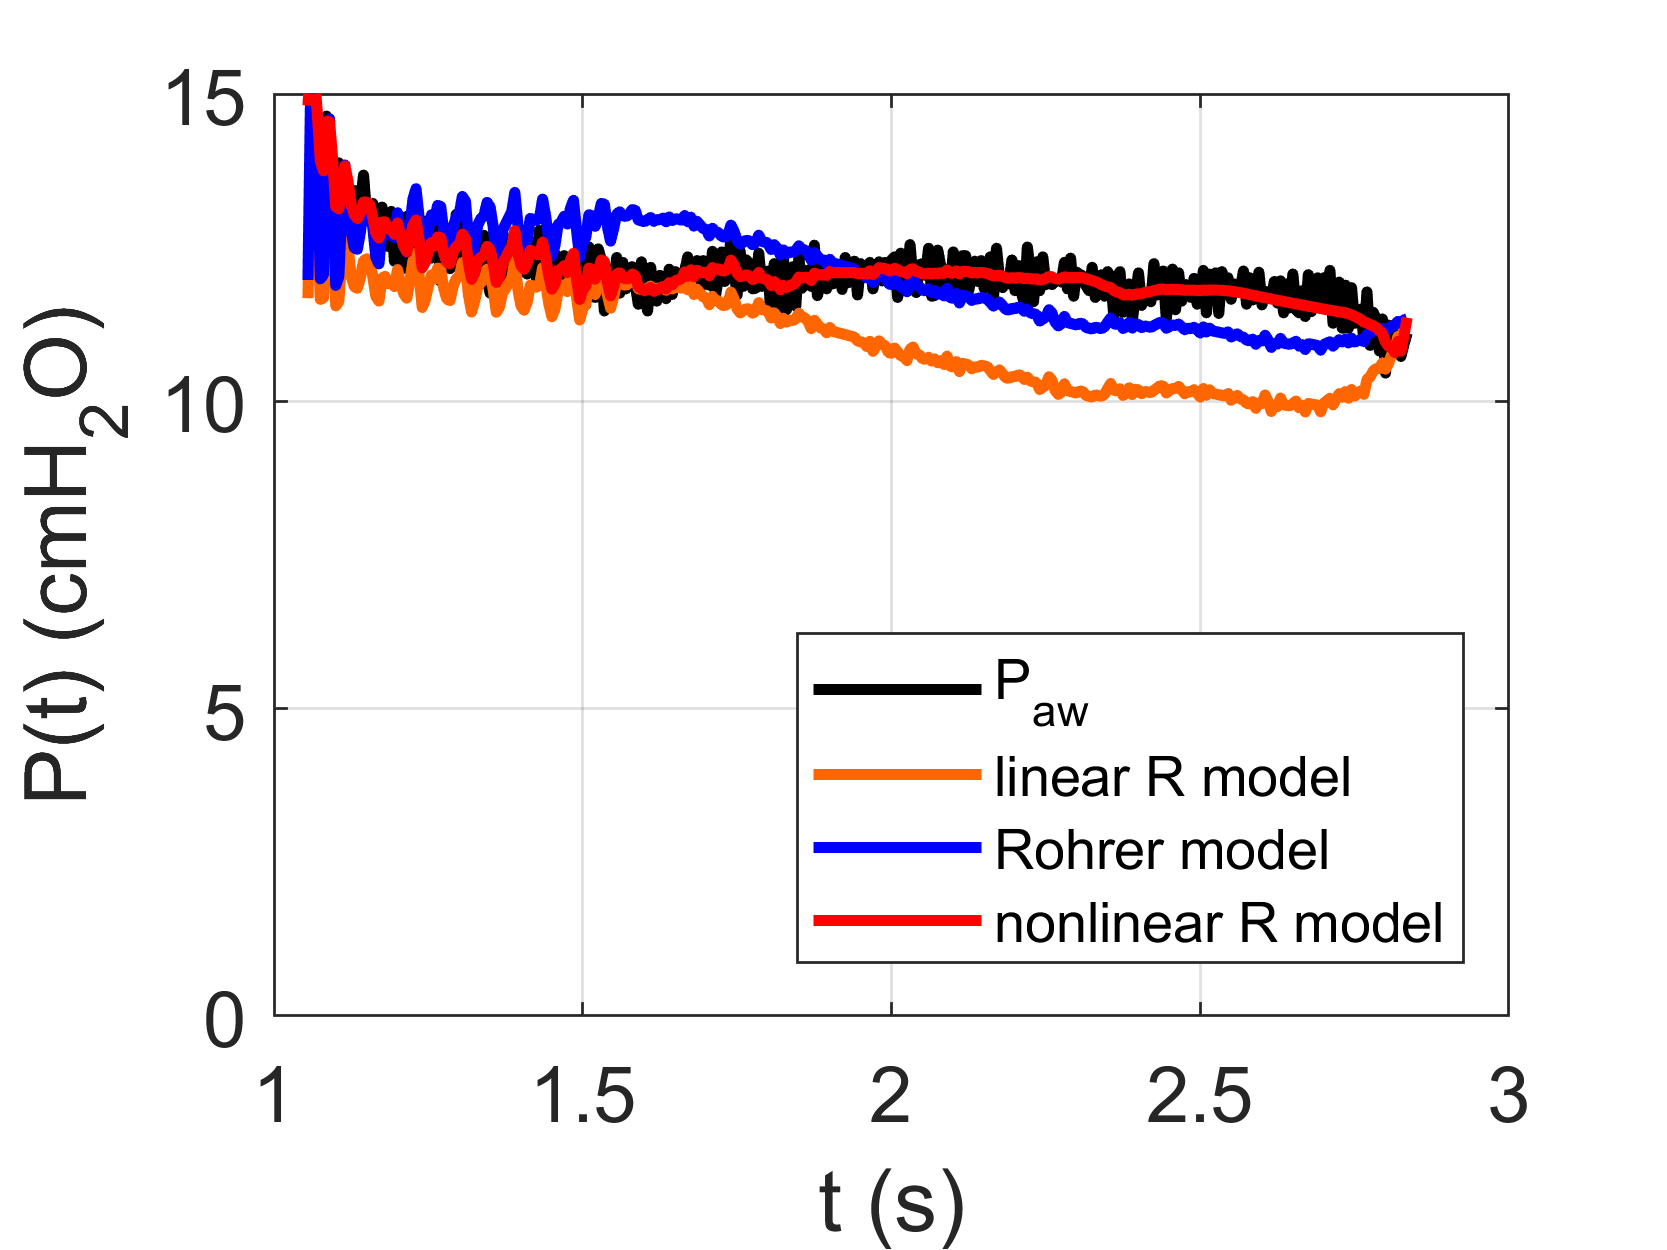 15
10
5
0
P(t) (cmH2O)
1 1.5 2 2.5 3
t (s)
Paw
linear R model
Rohrer model
nonlinear R model